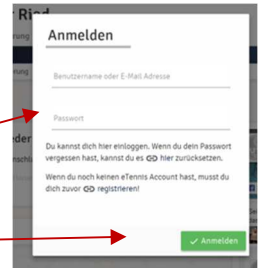 Ried
Anmelden
Benutzername oder E-Mail Adresse
Passwort
Du kannst dich hier einloggen. Wenn du dein Passwort
vergessen hast, kannst du es hier zurücksetzen.
Wenn du noch keinen eTennis Account hast, musst du
dich zuvor registrieren!
Anmelden